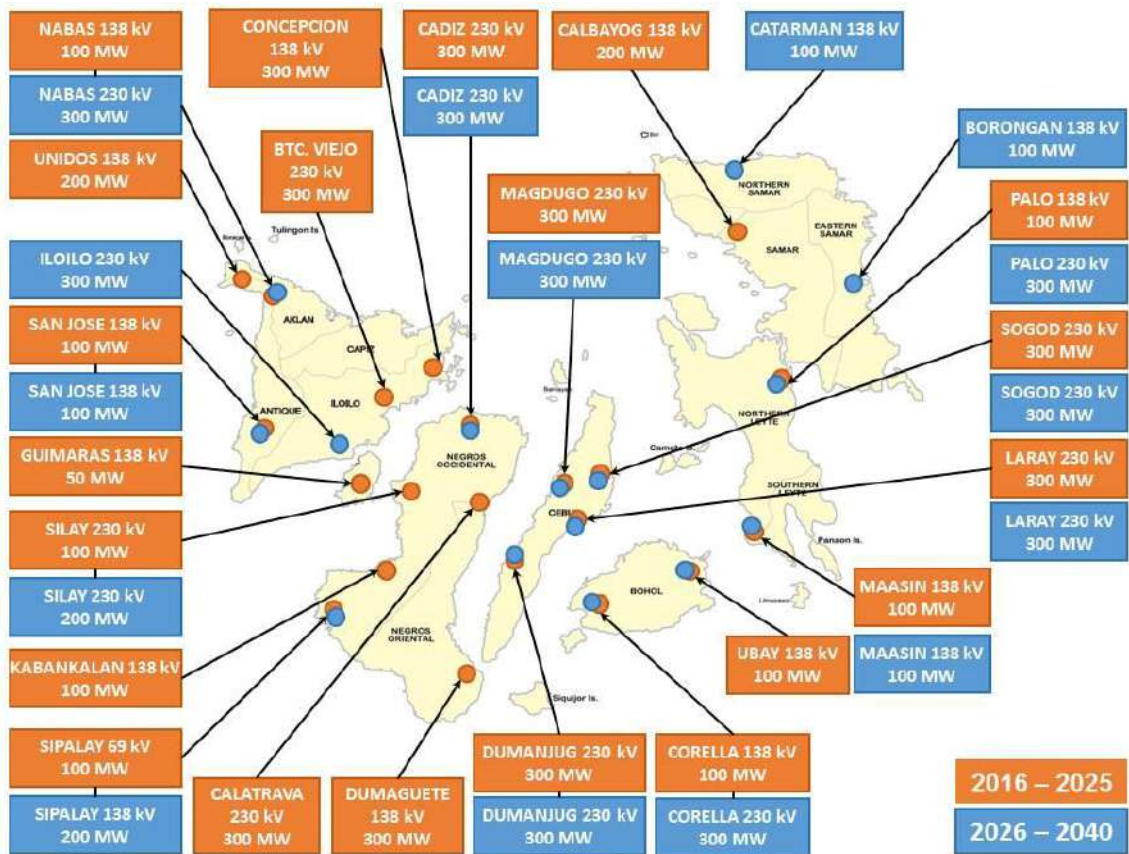 NABAS 138 kV
100 MW
NABAS 230 kV
300 MW
UNIDOS 138 kV
200 MW
ILOILO 230 kV
300 MW
SAN JOSE 138 kV
100 MW
SAN JOSE 138 kV
100 MW
GUIMARAS 138 kV
50 MW
SILAY 230 kV
100 MW
SILAY 230 kV
200 MW
KABANKALAN 138 kV
100 MW
SIPALAY 69 kV
100 MW
SIPALAY 138 kV
200 MW
CONCEPCION
138 kV
300 MW
BTC. VIEJO
230 kV
300 MW
CADIZ 230 kV
300 MW
CADIZ 230 kV
300 MW
CALBAYOG 138 kV
200 MW
CATARMAN 138 kV
100 MW
MAGDUGO 230 kV
300 MW
MAGDUGO 230 kV
300 MW
BORONGAN 138 kV
100 MW
PALO 138 kV
100 MW
PALO 230 kV
300 MW
SOGOD 230 kV
300 MW
SOGOD 230 kV
300 MW
LARAY 230 kV
300 MW
LARAY 230 kV
300 MW
MAASIN 138 kV
100 MW
UBAY 138 kV
100 MW
MAASIN 138 kV
100 MW
CALATRAVA
230 kV
300 MW
DUMAGUETE
138 kV
300 MW
DUMANJUG 230 kV
300 MW
DUMANJUG 230 kV
300 MW
CORELLA 138 kV
100 MW
CORELLA 230 kV
300 MW
Tulingon Is
AKLAN
CAPIZ
ANTIQUE
ILOILO
NEGROS
OCCIDENTAL
NEGROS
ORIENTAL
CEBU
BOHOL
Siquijor Is.
NORTHERN
SAMAR
SAMAR
EASTERN
SAMAR
NORTHERN
LEYTE
SOUTHERN
LEYTE
Panaon Is.
2016 – 2025
2026 – 2040